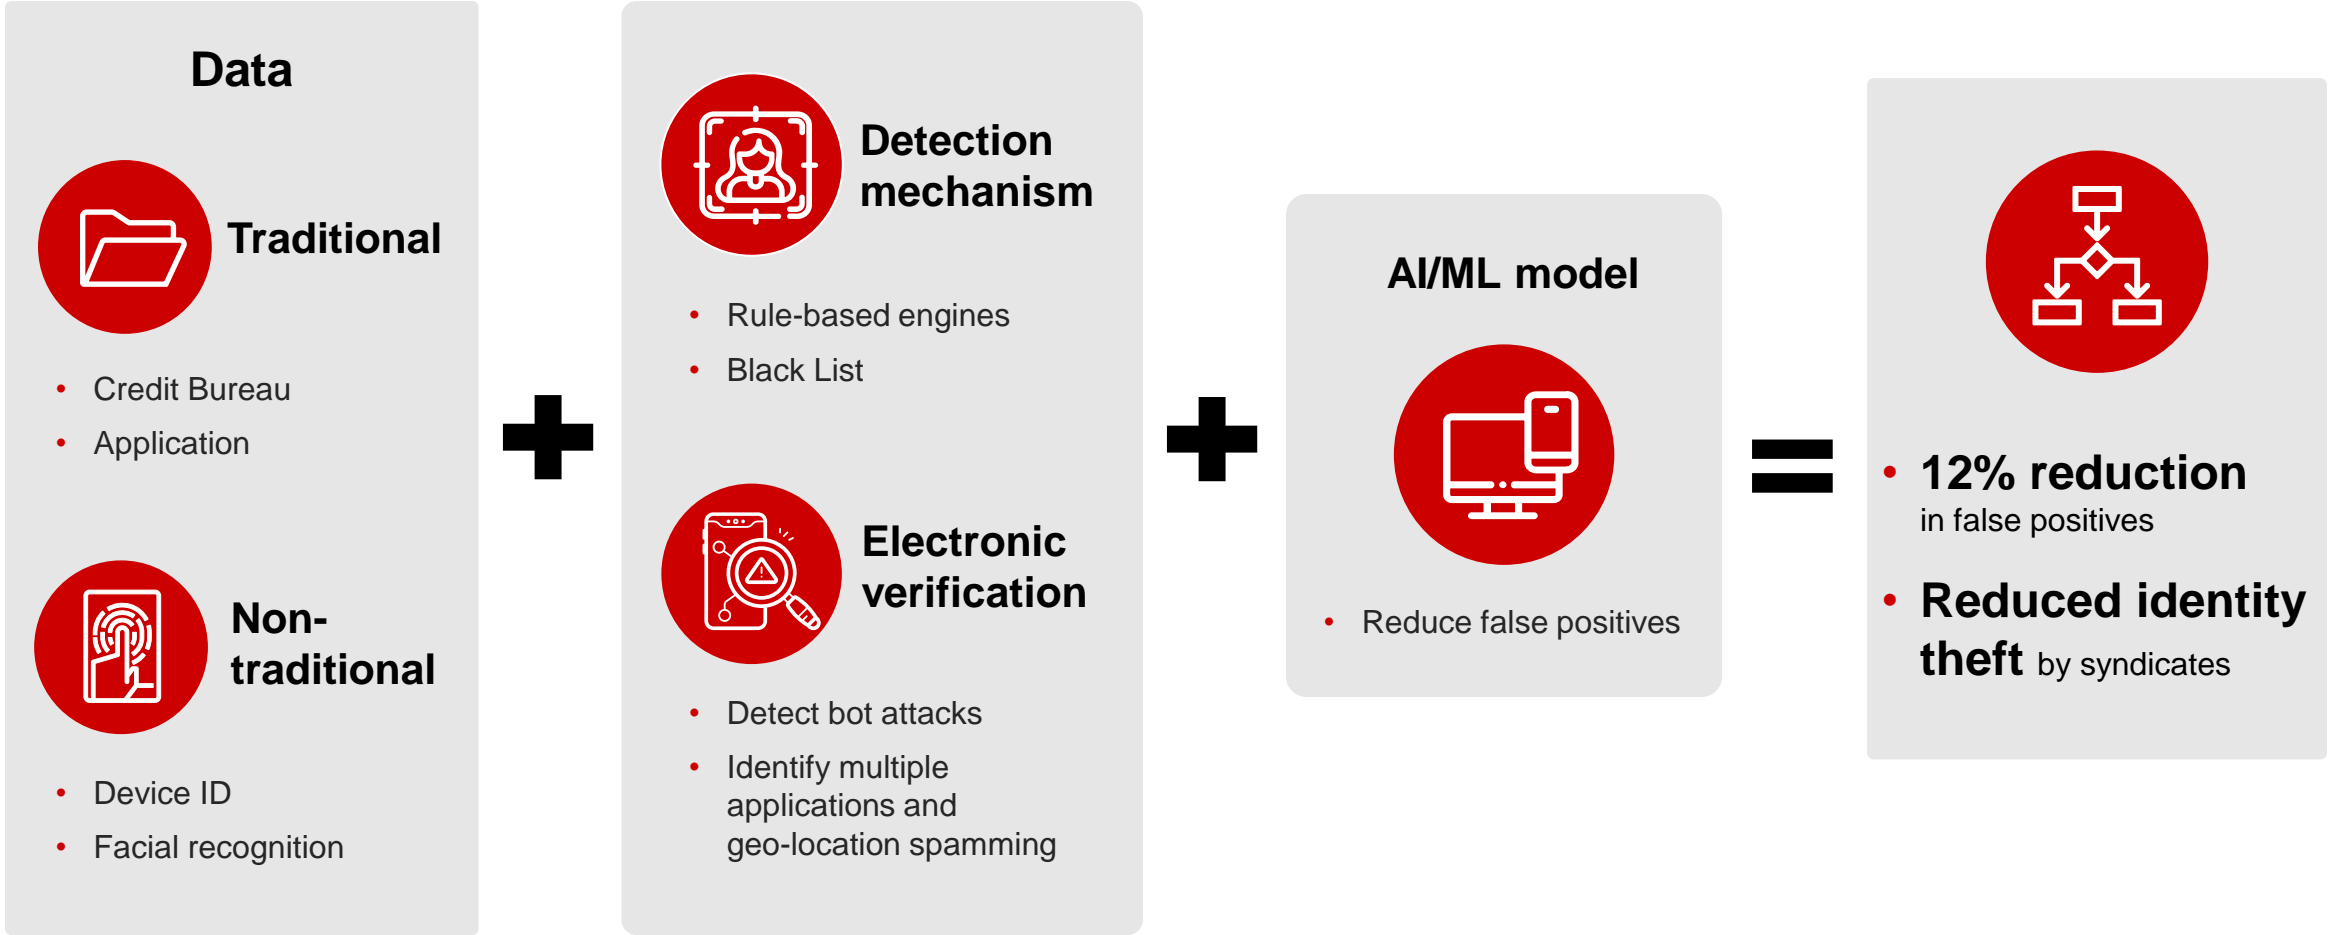 Data
Traditional
• Credit Bureau
• Application
Non-
traditional
• Device ID
• Facial recognition
Detection
mechanism
• Rule-based engines
• Black List
Electronic
verification
• Detect bot attacks
• Identify multiple
applications and
geo-location spamming
AI/ML model
• Reduce false positives
• 12% reduction
in false positives
• Reduced identity
theft by syndicates